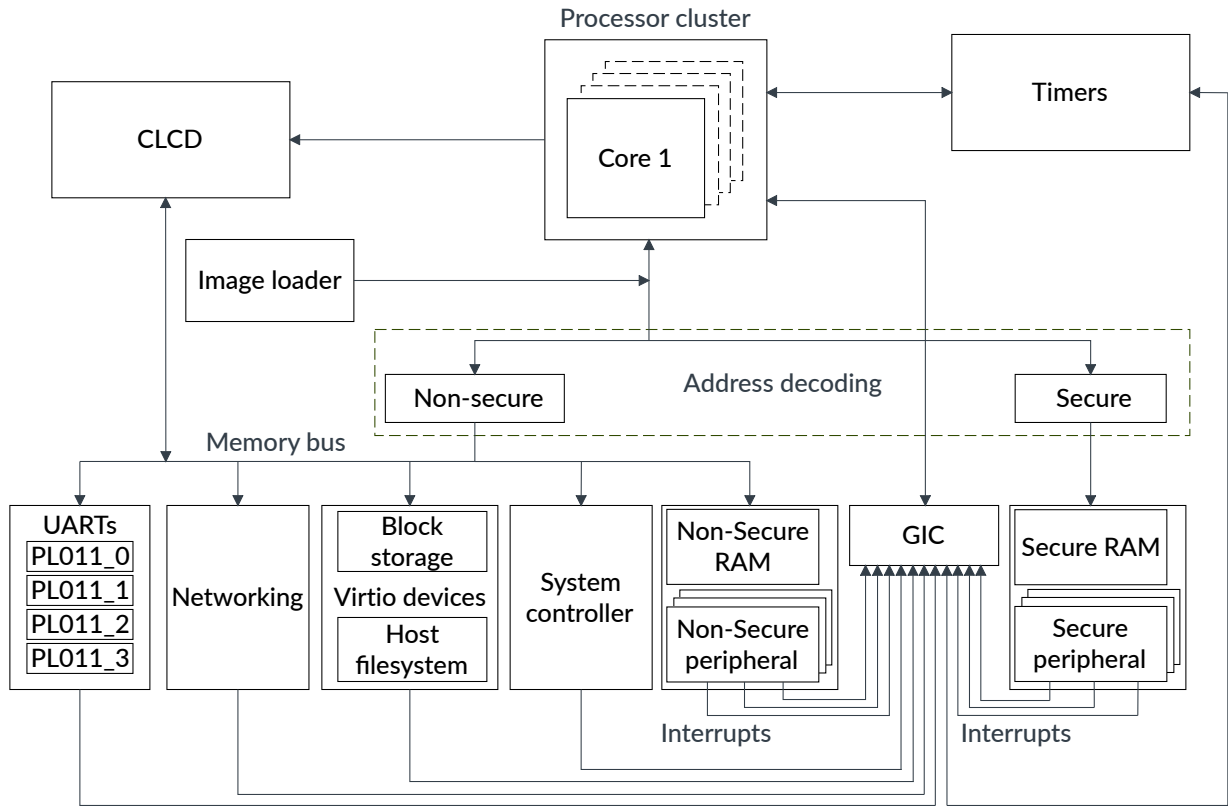 Processor cluster
Timers
CLCD
Core 1
Image loader
Address decoding
Non-secure
Secure
Memory bus
UARTs
PL011_0
PL011_1
PL011_2
PL011_3
Networking
Block
storage
Virtio devices
Host
filesystem
System
controller
Non-Secure
RAM
Non-Secure
peripheral
GIC
Secure RAM
Secure
peripheral
Interrupts
Interrupts